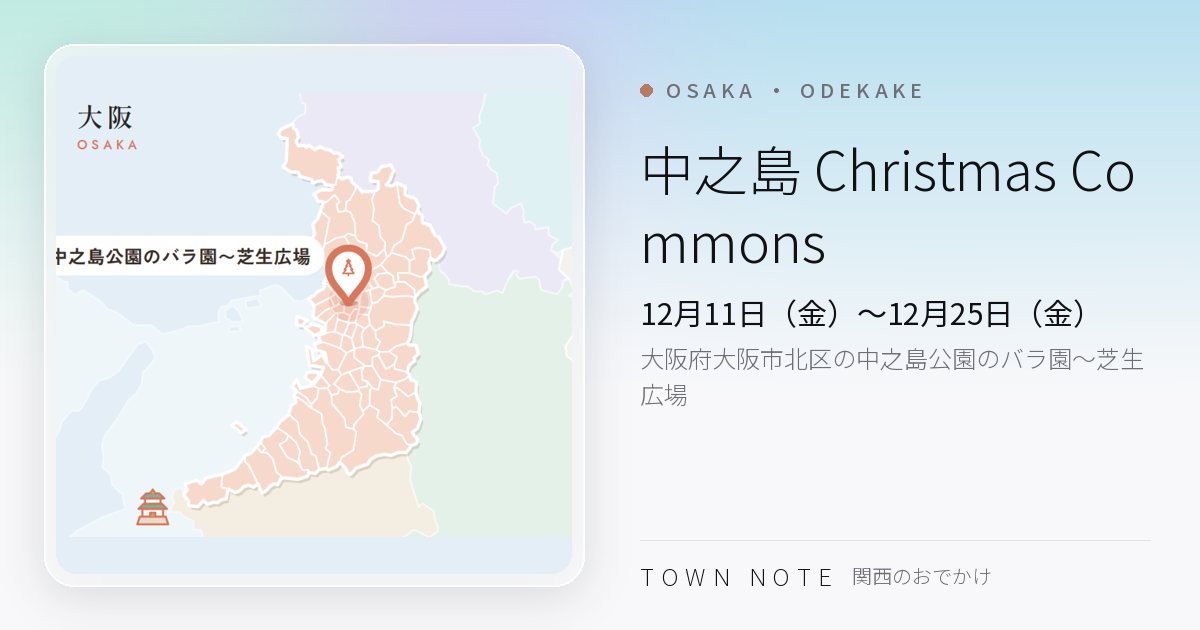 大阪
OSAKA
中之島公園のバラ園〜芝生広場
OSAKA • ODEKAKE
中之島 Christmas Co
mmons
12月11日（金）〜12月25日（金）
大阪府大阪市北区の中之島公園のバラ園〜芝生
広場
TOWN NOTE 関西のおでかけ